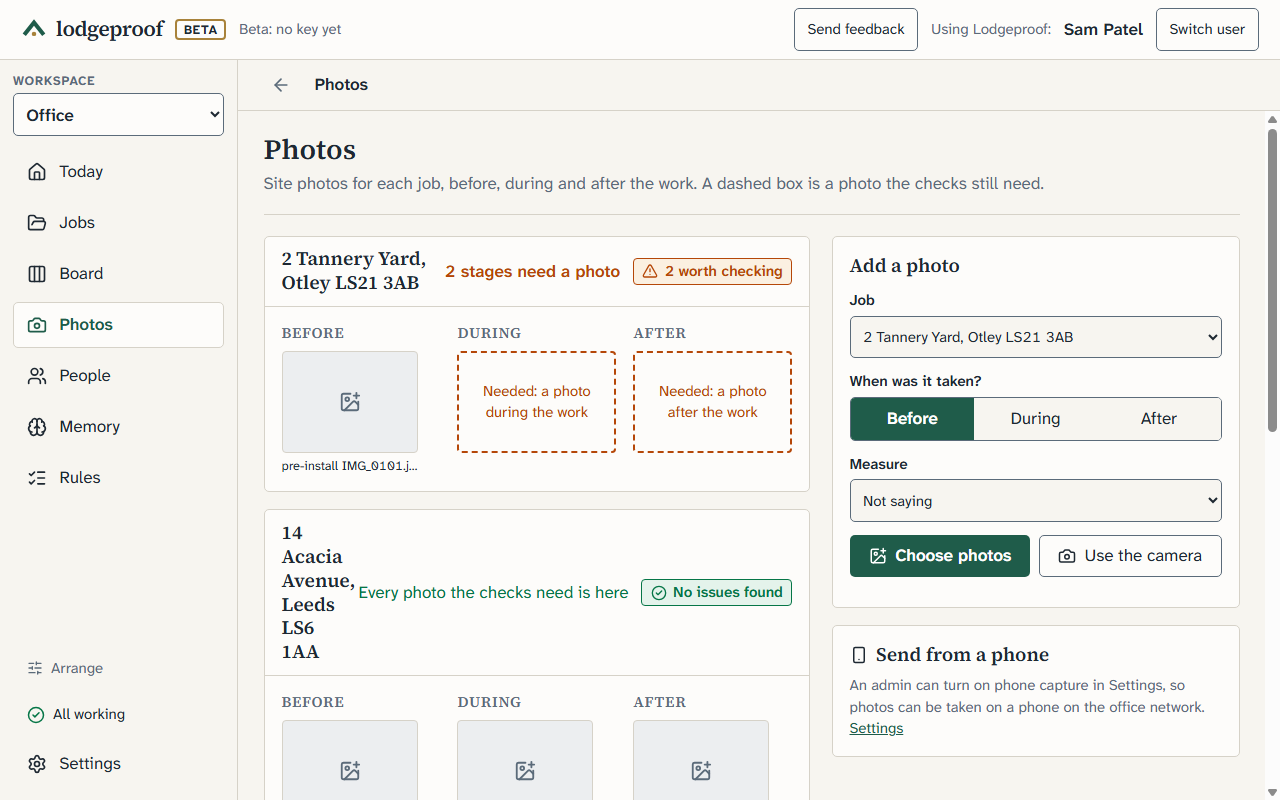 lodgeproof BETA Beta: no key yet
Send feedback Using Lodgeproof: Sam Patel Switch user
WORKSPACE
Office
Today
Jobs
Board
Photos
People
Memory
Rules
Arrange
All working
Settings
Photos
Photos
Site photos for each job, before, during and after the work. A dashed box is a photo the checks still need.
2 Tannery Yard,
Otley LS21 3AB
2 stages need a photo
2 worth checking
BEFORE
DURING
AFTER
Needed: a photo
during the work
Needed: a photo
after the work
pre-install IMG_0101.j...
14
Acacia
Avenue,
Leeds
LS6
1AA
Every photo the checks need is here
No issues found
BEFORE
DURING
AFTER
Add a photo
Job
2 Tannery Yard, Otley LS21 3AB
When was it taken?
Before During After
Measure
Not saying
Choose photos
Use the camera
Send from a phone
An admin can turn on phone capture in Settings, so
photos can be taken on a phone on the office network.
Settings